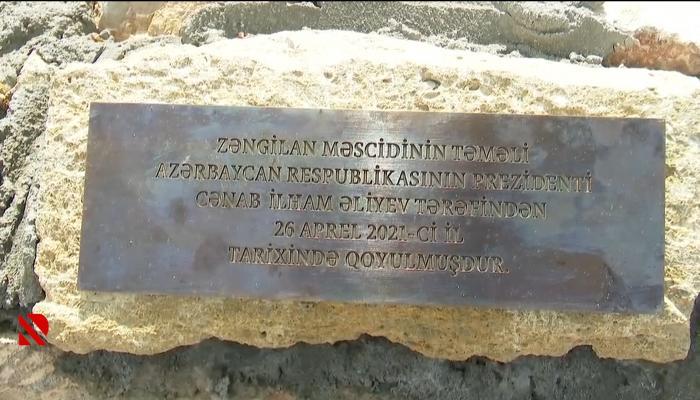 ZƏNGİLAN MƏSCİDİNİN TƏMƏLİ
AZƏRBAYCAN RESPUBLİKASININ PREZİDENTİ
CƏNAB İLHAM ƏLİYEV TƏRƏFİNDƏN
26 APREL 2021-Cİ İL
TARİXİNDƏ QOYULMUŞDUR.